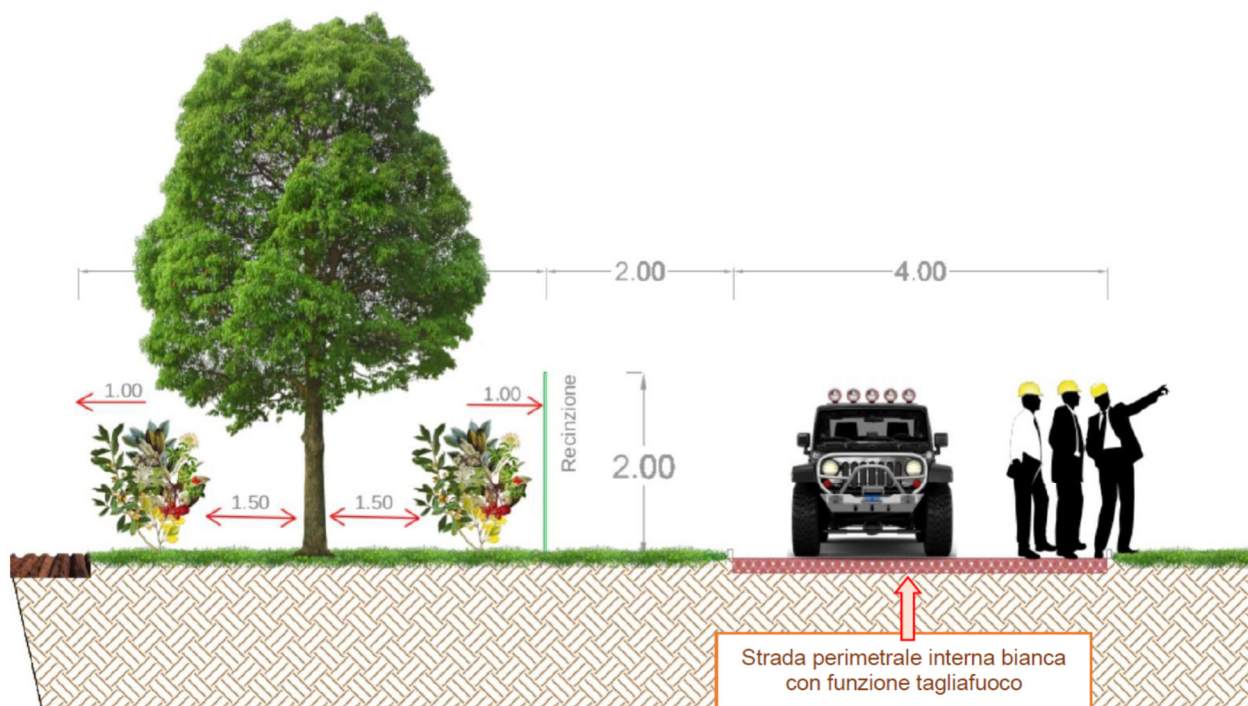 2.00
4.00
1.00
1.00
Recinzione
2.00
1.50
1.50
Strada perimetrale interna bianca
con funzione tagliafuoco